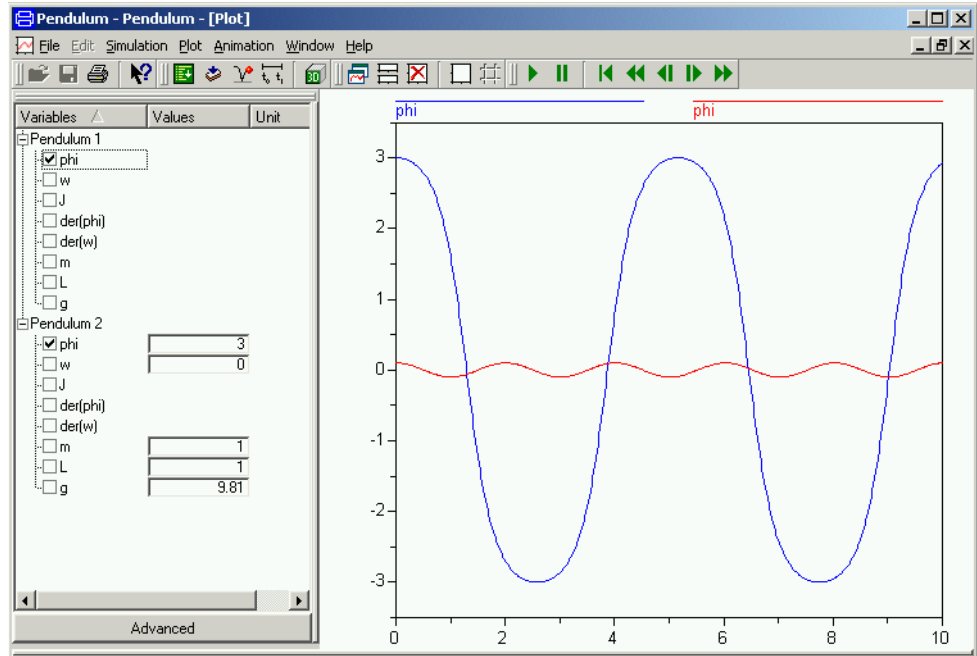 Pendulum - Pendulum - [Plot]
File Edit Simulation Plot Animation Window Help
3D
Variables Values Unit
Pendulum 1
phi
w
J
der(phi)
der(w)
m
L
g
Pendulum 2
phi 3
w 0
J
der(phi)
der(w)
m 1
L 1
g 9.81
Advanced
phi phi
3
2
1
0
-1
-2
-3
0 2 4 6 8 10